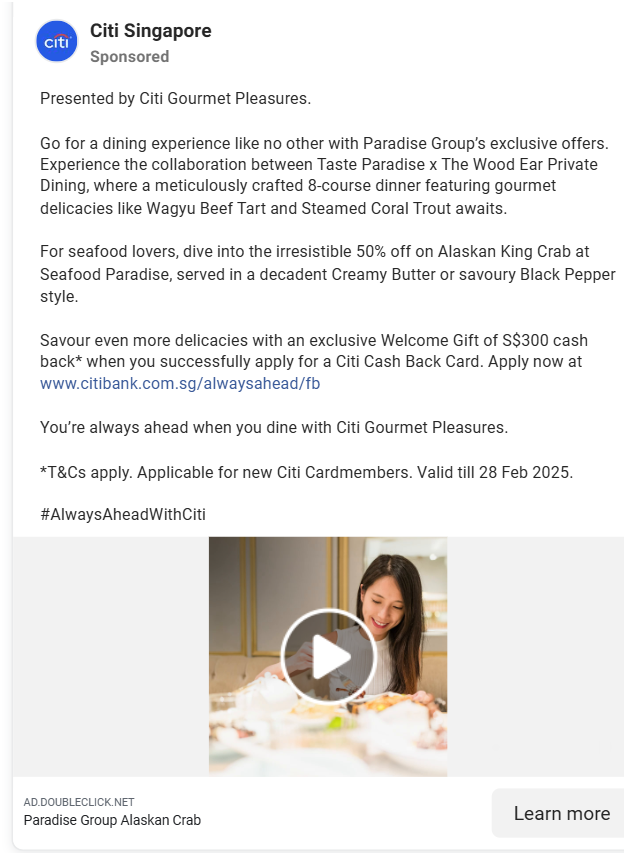 citi
Citi Singapore
Sponsored
Presented by Citi Gourmet Pleasures.
Go for a dining experience like no other with Paradise Group’s exclusive offers.
Experience the collaboration between Taste Paradise x The Wood Ear Private
Dining, where a meticulously crafted 8-course dinner featuring gourmet
delicacies like Wagyu Beef Tart and Steamed Coral Trout awaits.
For seafood lovers, dive into the irresistible 50% off on Alaskan King Crab at
Seafood Paradise, served in a decadent Creamy Butter or savoury Black Pepper
style.
Savour even more delicacies with an exclusive Welcome Gift of S$300 cash
back* when you successfully apply for a Citi Cash Back Card. Apply now at
www.citibank.com.sg/alwaysahead/fb
You’re always ahead when you dine with Citi Gourmet Pleasures.
*T&Cs apply. Applicable for new Citi Cardmembers. Valid till 28 Feb 2025.
#AlwaysAheadWithCiti
AD.DOUBLECLICK.NET
Paradise Group Alaskan Crab
Learn more